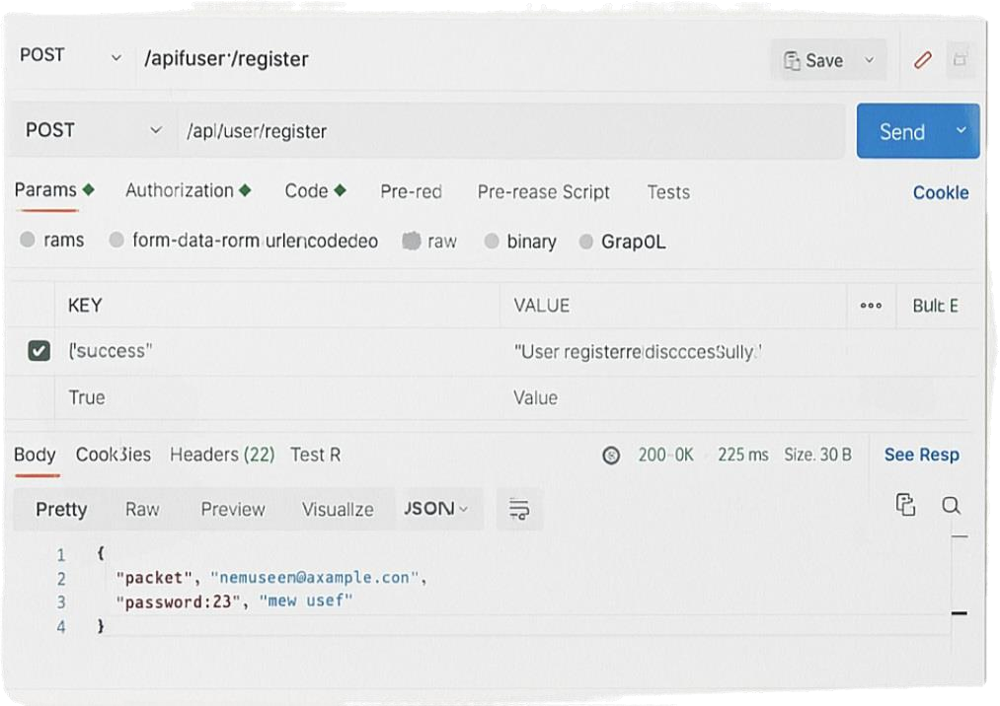 POST /apifuser'/register Save
POST /apl/user/register Send
Params Authorization Code Pre-red Pre-rease Script Tests Cookle
rams form-data-rorm urlencodedeo raw binary GrapOL
KEY VALUE ••• Bulc E
['success" "User registerre disccces
True Value
Body Cook3ies Headers (22) Test R 200-0K 225 ms Size. 30 B See Resp
Pretty Raw Preview Visuallze JSON
1 {
2 "packet", "nemuseem@axample.con",
3 "password:23", "mew usef"
4 }